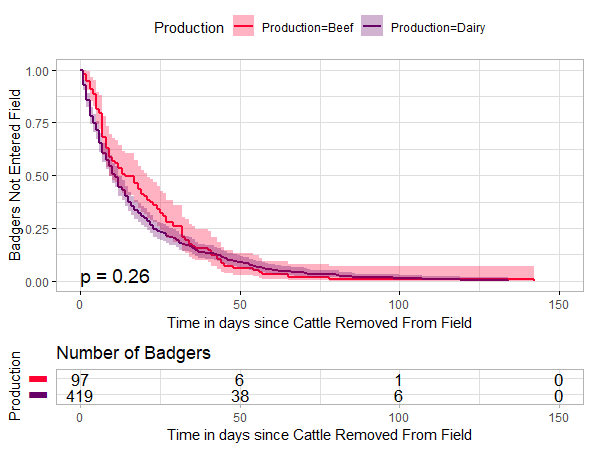 Production Production=Beef Production=Dairy
Badgers Not Entered Field
1.00
0.75
0.50
0.25
0.00
p = 0.26
0 50 100 150
Time in days since Cattle Removed From Field
Number of Badgers
Production
97 6 1 0
419 38 6 0
0 50 100 150
Time in days since Cattle Removed From Field